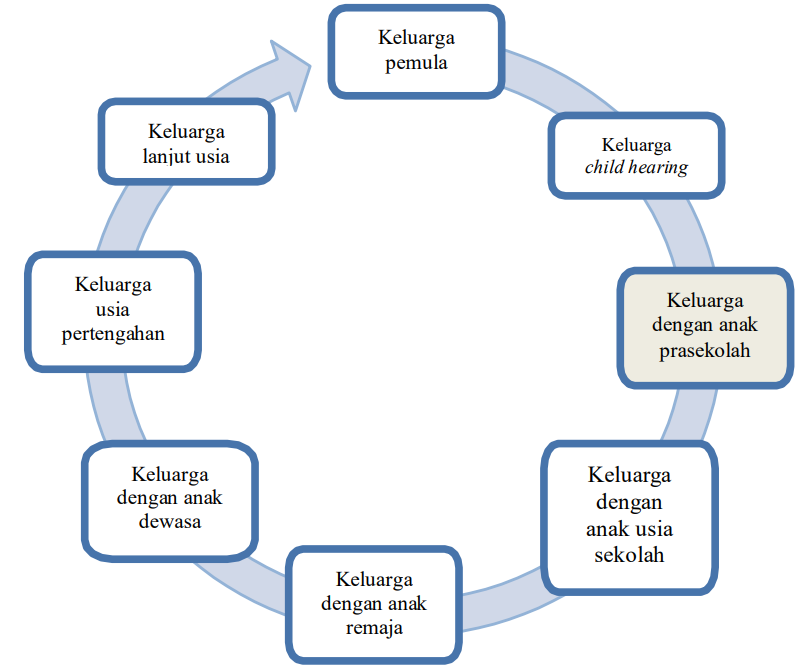 Keluarga
pemula
Keluarga
child hearing
Keluarga
dengan anak
prasekolah
Keluarga
dengan
anak usia
sekolah
Keluarga
dengan anak
remaja
Keluarga
dengan anak
dewasa
Keluarga
usia
pertengahan
Keluarga
lanjut usia